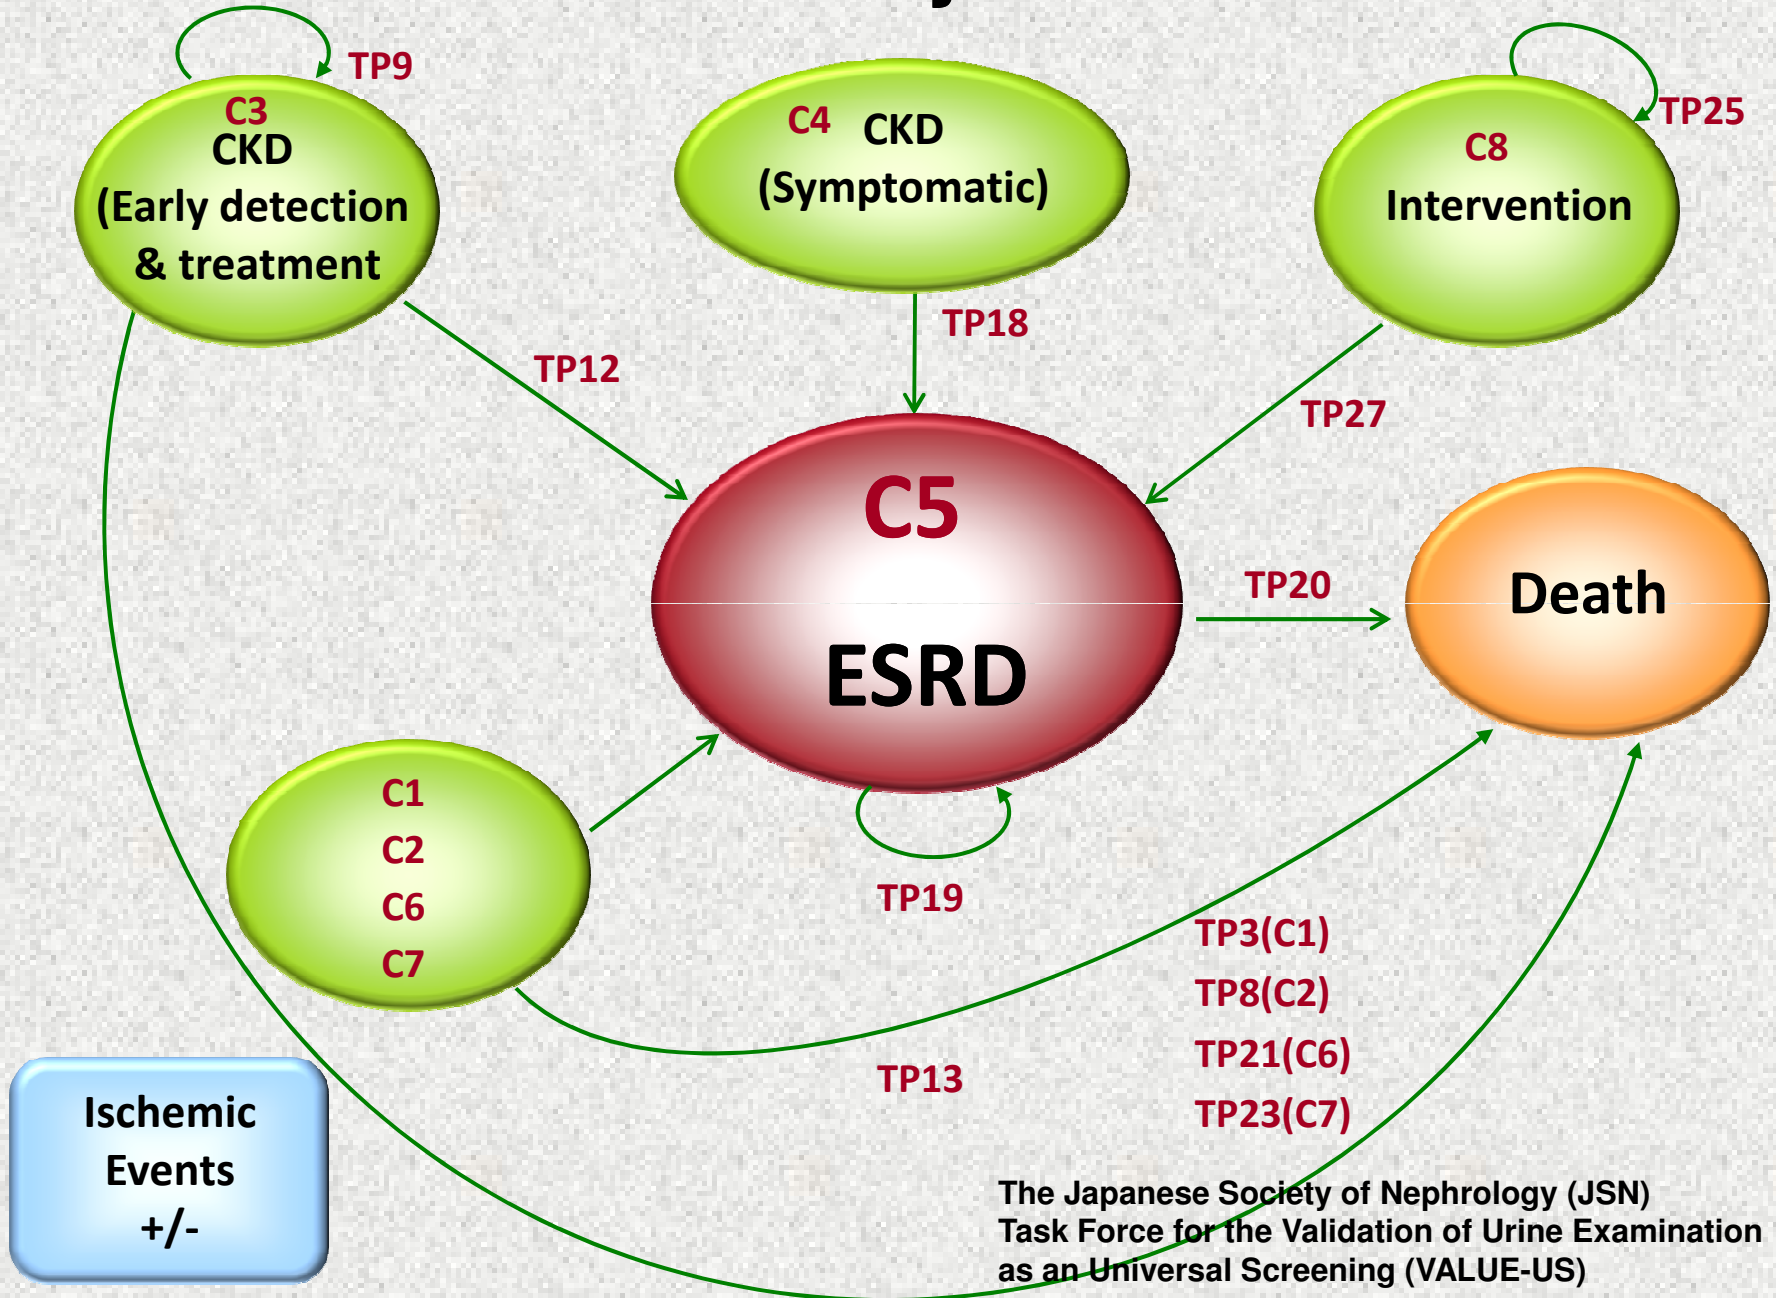 TP9
C3
CKD
(Early detection
& treatment
C4 CKD
(Symptomatic)
TP25
C8
Intervention
TP18
TP12
TP27
C5
ESRD
TP20
Death
C1
C2
C6
C7
TP19
TP3(C1)
TP8(C2)
TP21(C6)
TP23(C7)
TP13
Ischemic
Events
+/-
The Japanese Society of Nephrology (JSN)
Task Force for the Validation of Urine Examination
as an Universal Screening (VALUE-US)